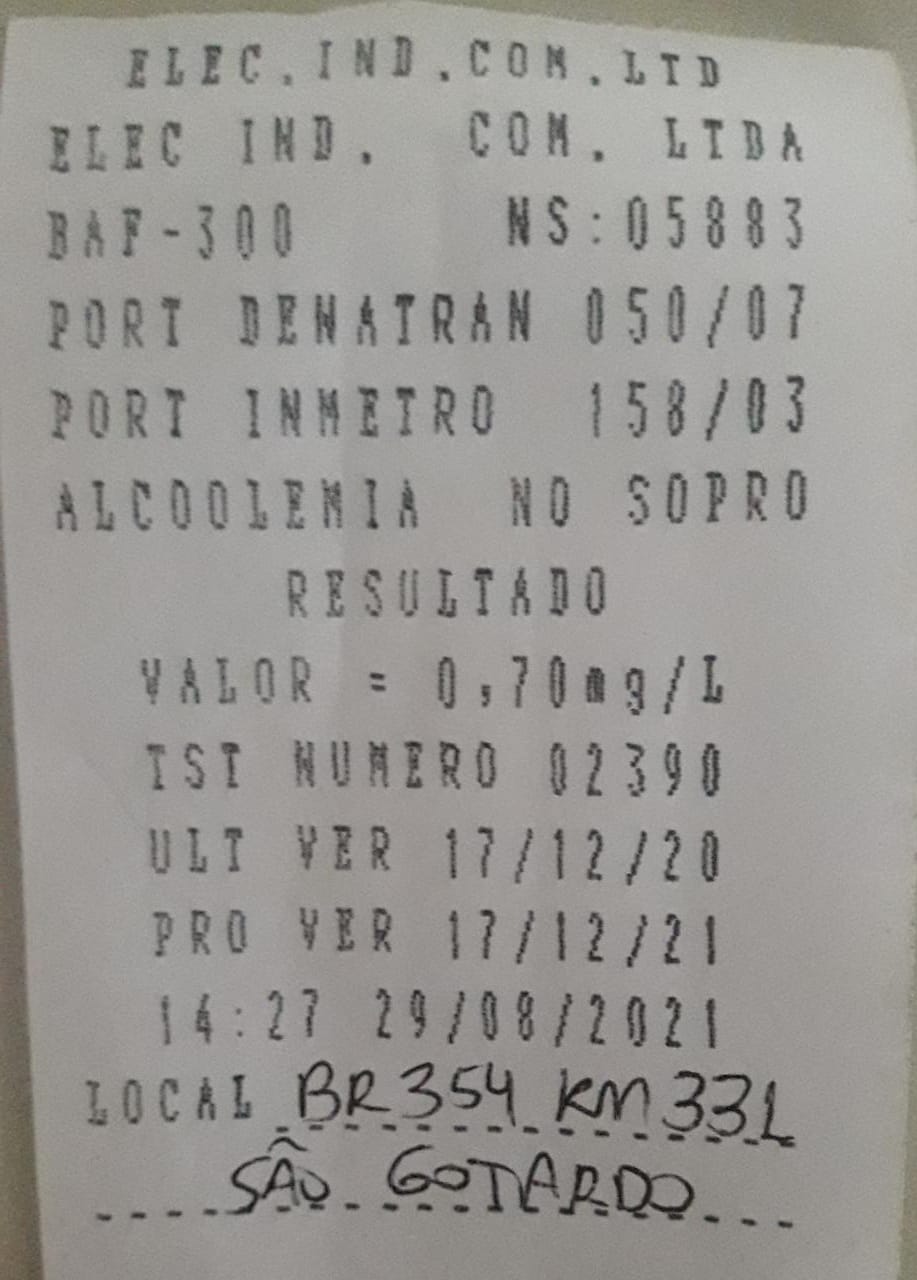 ELEC.IND.COM.LTD
ELEC IND. COM. LTDA
BAF-300 NS:05883
PORT DENATRAN 050/07
PORT INMETRO 158/03
ALCOOLEMIA NO SOPRO
RESULTADO
VALOR = 0,70mg/L
TST NUMERO 02390
ULT VER 17/12/20
PRO VER 17/12/21
14:27 29/08/2021
LOCAL BR354 KM331
SÃO GOTARDO